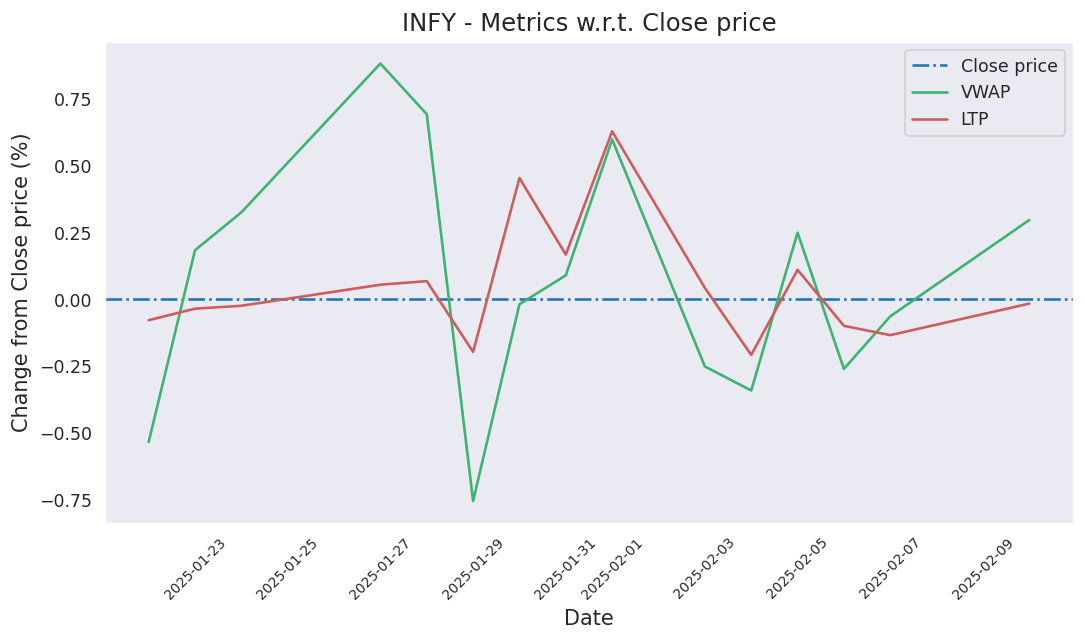 INFY - Metrics w.r.t. Close price
Close price
VWAP
LTP
Change from Close price (%)
0.75
0.50
0.25
0.00
−0.25
−0.50
−0.75
2025-01-23
2025-01-25
2025-01-27
2025-01-29
2025-01-31
2025-02-01
2025-02-03
2025-02-05
2025-02-07
2025-02-09
Date